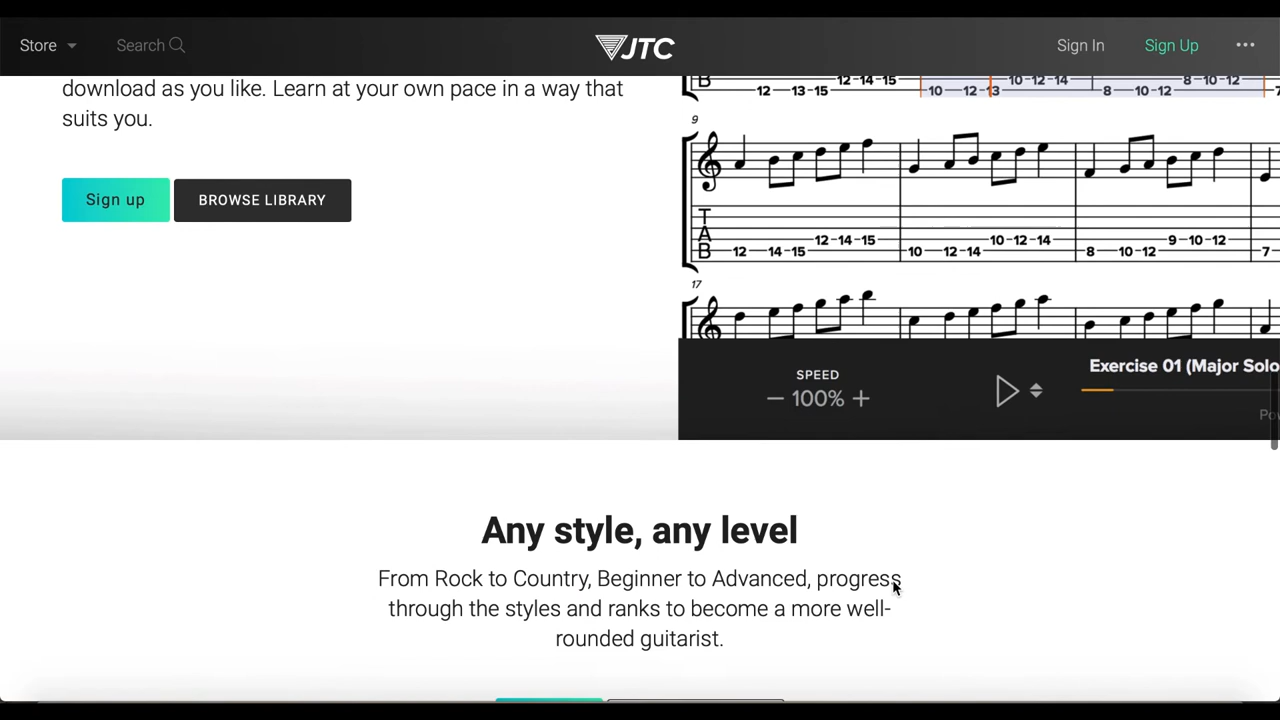 Store
Search
JTC
Sign In
Sign Up
download as you like. Learn at your own pace in a way that
suits you.
Sign up
BROWSE LIBRARY
12 14 15 10 12 14 8 10 12
12 13 15 10 12 13 8 10 12 7
9
T
A
B
12 14 15 10 12 14 9 10 12
12 14 15 10 12 14 8 10 12 7
17
SPEED
100%
Exercise 01 (Major Solo
Any style, any level
From Rock to Country, Beginner to Advanced, progress
through the styles and ranks to become a more well-
rounded guitarist.